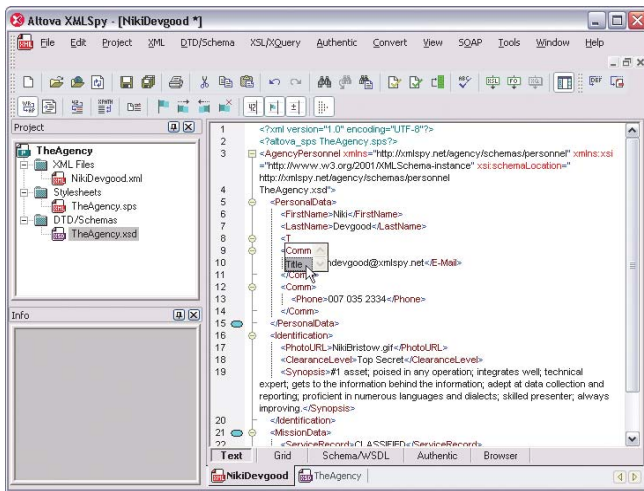 Altova XMLSpy - [NikiDevgood *]
File Edit Project XML DTD/Schema XSL/XQuery Authentic Convert View SOAP Tools Window Help
Project
TheAgency
XML Files
NikiDevgood.xml
Stylesheets
TheAgency.sps
DTD/Schemas
TheAgency.xsd
Info
1 <?xml version="1.0" encoding="UTF-8"?>
2 <?altova_sps TheAgency.sps?>
3 <AgencyPersonnel xmlns="http://xmlspy.net/agency/schemas/personnel" xmlns:xsi
="http://www.w3.org/2001/XMLSchema-instance" xsi:schemaLocation="
http://xmlspy.net/agency/schemas/personnel
4 TheAgency.xsd">
5 <PersonalData>
6 <FirstName>Niki</FirstName>
7 <LastName>Devgood</LastName>
8 <T
9 <Comm
Comm
10 Title ndevgood@xmlspy.net</E-Mail>
11 </Comm>
12 <Comm>
13 <Phone>007 035 2334</Phone>
14 </Comm>
15 </PersonalData>
16 <Identification>
17 <PhotoURL>NikiBristow.gif</PhotoURL>
18 <ClearanceLevel>Top Secret</ClearanceLevel>
19 <Synopsis>#1 asset; poised in any operation; integrates well; technical
expert; gets to the information behind the information; adept at data collection and
reporting; proficient in numerous languages and dialects; skilled presenter; always
improving.</Synopsis>
20 </Identification>
21 <MissionData>
22 <ServiceRecord>CLASSIFIED</ServiceRecord>
Text Grid Schema/WSDL Authentic Browser
NikiDevgood TheAgency